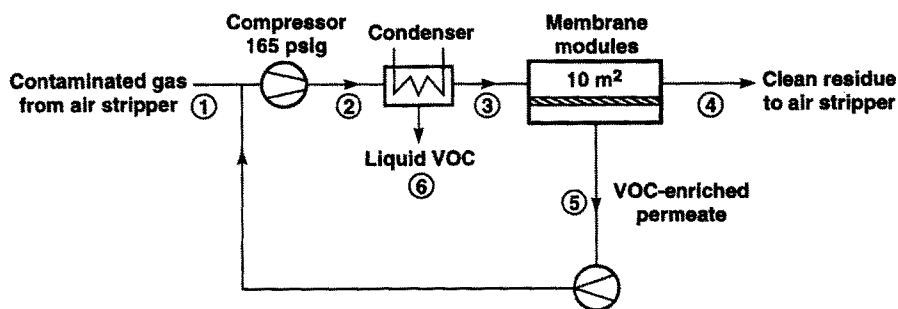 Compressor
165 psig
Condenser
Membrane
modules
Contaminated gas
from air stripper
10 m²
Clean residue
to air stripper
1
2
3
4
Liquid VOC
6
5
VOC-enriched
permeate